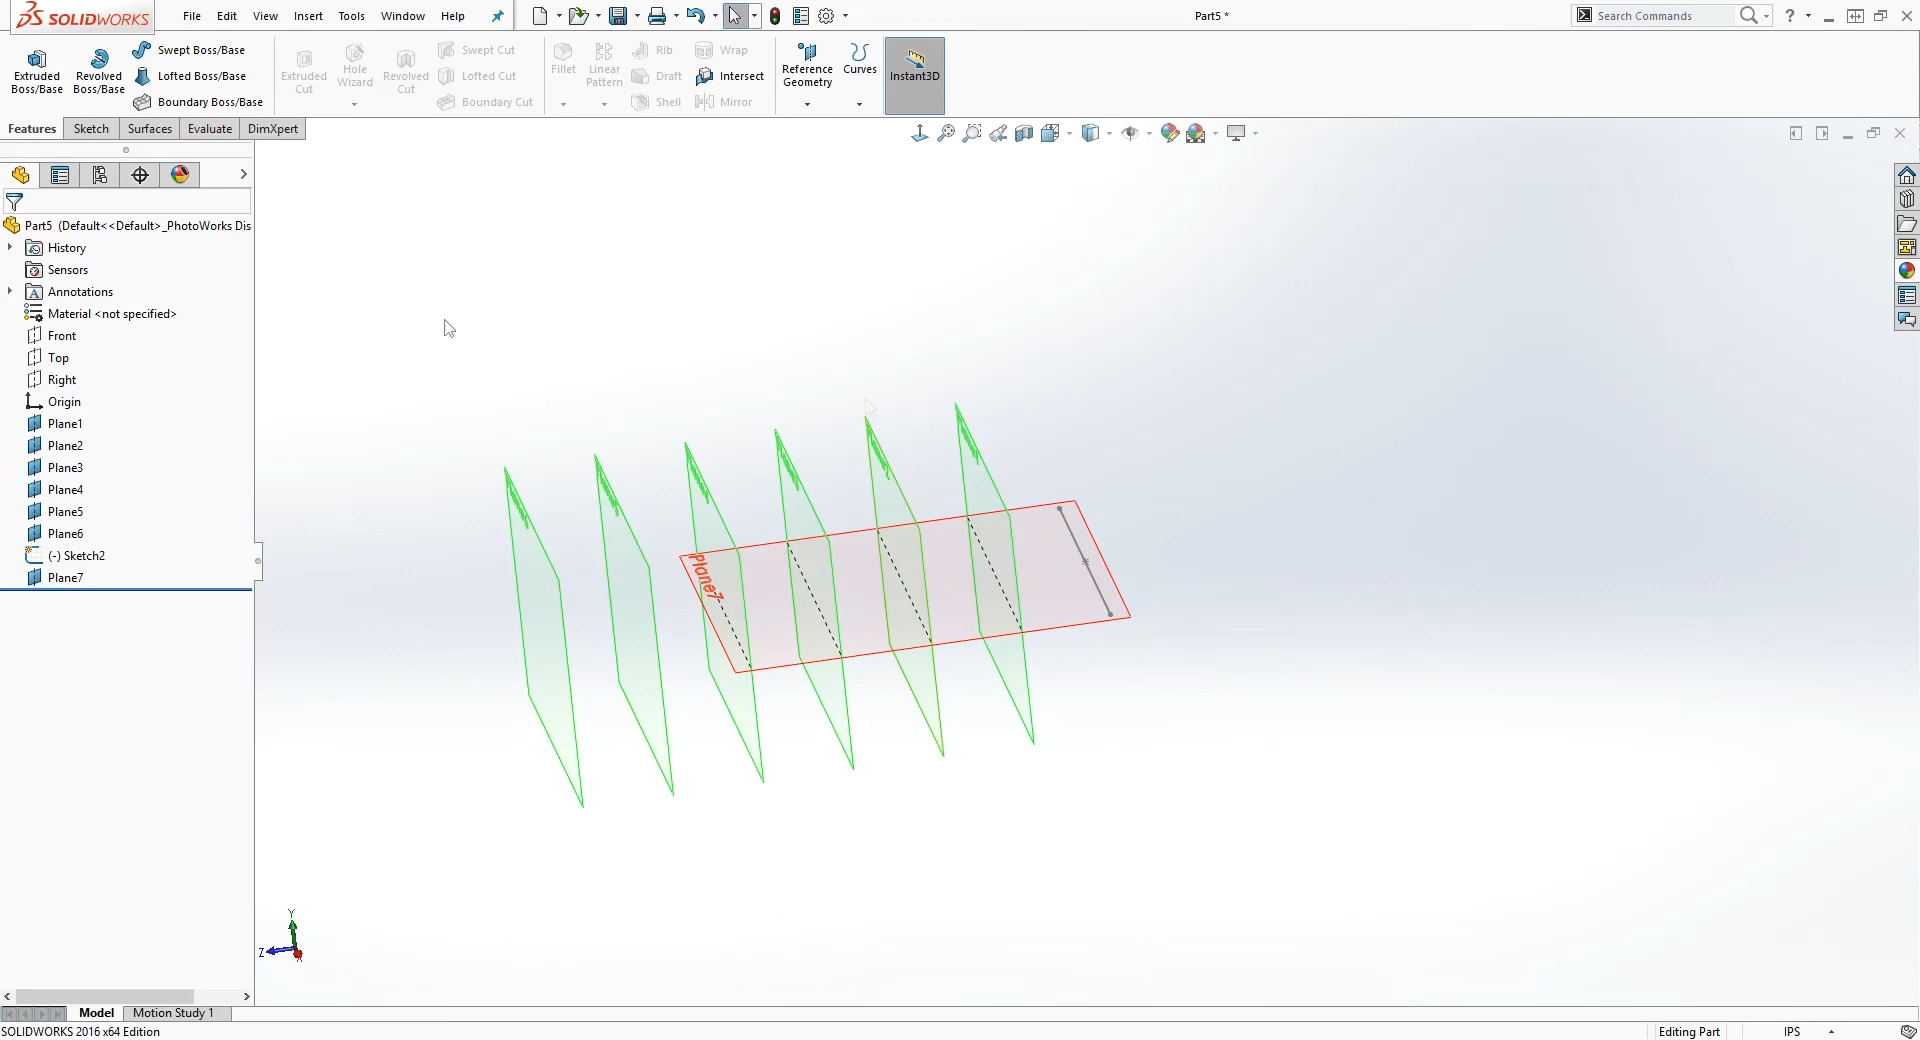 SOLIDWORKS
File Edit View Insert Tools Window Help
Part5 *
Search Commands
?
Extruded Boss/Base
Revolved Boss/Base
Swept Boss/Base
Lofted Boss/Base
Boundary Boss/Base
Extruded Cut
Hole Wizard
Revolved Cut
Swept Cut
Lofted Cut
Boundary Cut
Fillet
Linear Pattern
Rib
Draft
Shell
Wrap
Intersect
Mirror
Reference Geometry
Curves
Instant3D
Features Sketch Surfaces Evaluate DimXpert
Part5 (Default<<Default>_PhotoWorks Dis
History
Sensors
Annotations
Material <not specified>
Front
Top
Right
Origin
Plane1
Plane2
Plane3
Plane4
Plane5
Plane6
(-) Sketch2
Plane7
Plane7
Y
Z
Model Motion Study 1
SOLIDWORKS 2016 x64 Edition
Editing Part
IPS